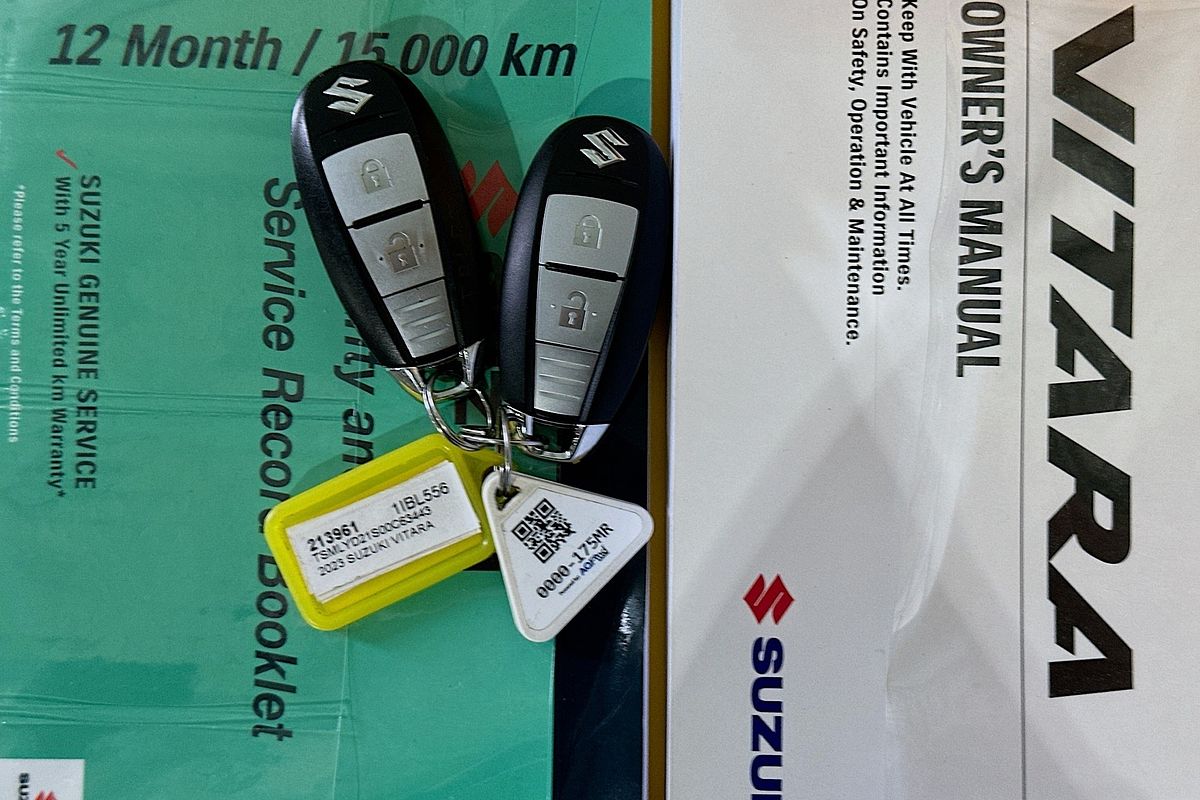 12 Month / 15,000 km
SUZUKI GENUINE SERVICE
With 5 Year Unlimited km Warranty*
*Please refer to the Terms and Conditions
Service Record Booklet
213961 1IBL556
TSMLYD21S00C63443
2023 SUZUKI VITARA
0000-175MR
VITARA
OWNER'S MANUAL
Keep With Vehicle At All Times.
Contains Important Information
On Safety, Operation & Maintenance.